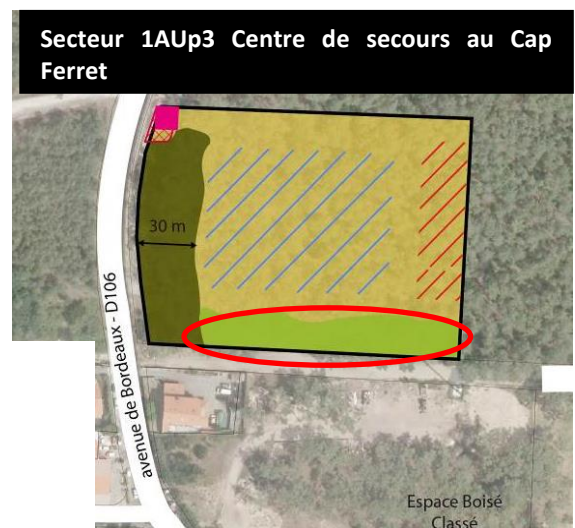 Secteur 1AUp3 Centre de secours au Cap
Ferret
30 m
avenue de Bordeaux - D106
Espace Boisé
Classé